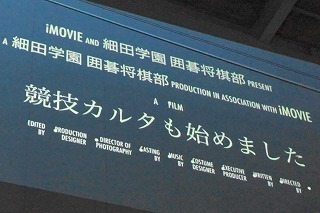 iMOVIE AND 細田学園 囲碁将棋部 PRESENT
A 細田学園 囲碁将棋部 PRODUCTION IN ASSOCIATION WITH iMOVIE
A FILM
競技カルタも始めました.
EDITED BY PRODUCTION DESIGNER DIRECTOR OF PHOTOGRAPHY CASTING BY MUSIC BY COSTUME DESIGNER EXECUTIVE PRODUCER WRITTEN BY DIRECTED BY